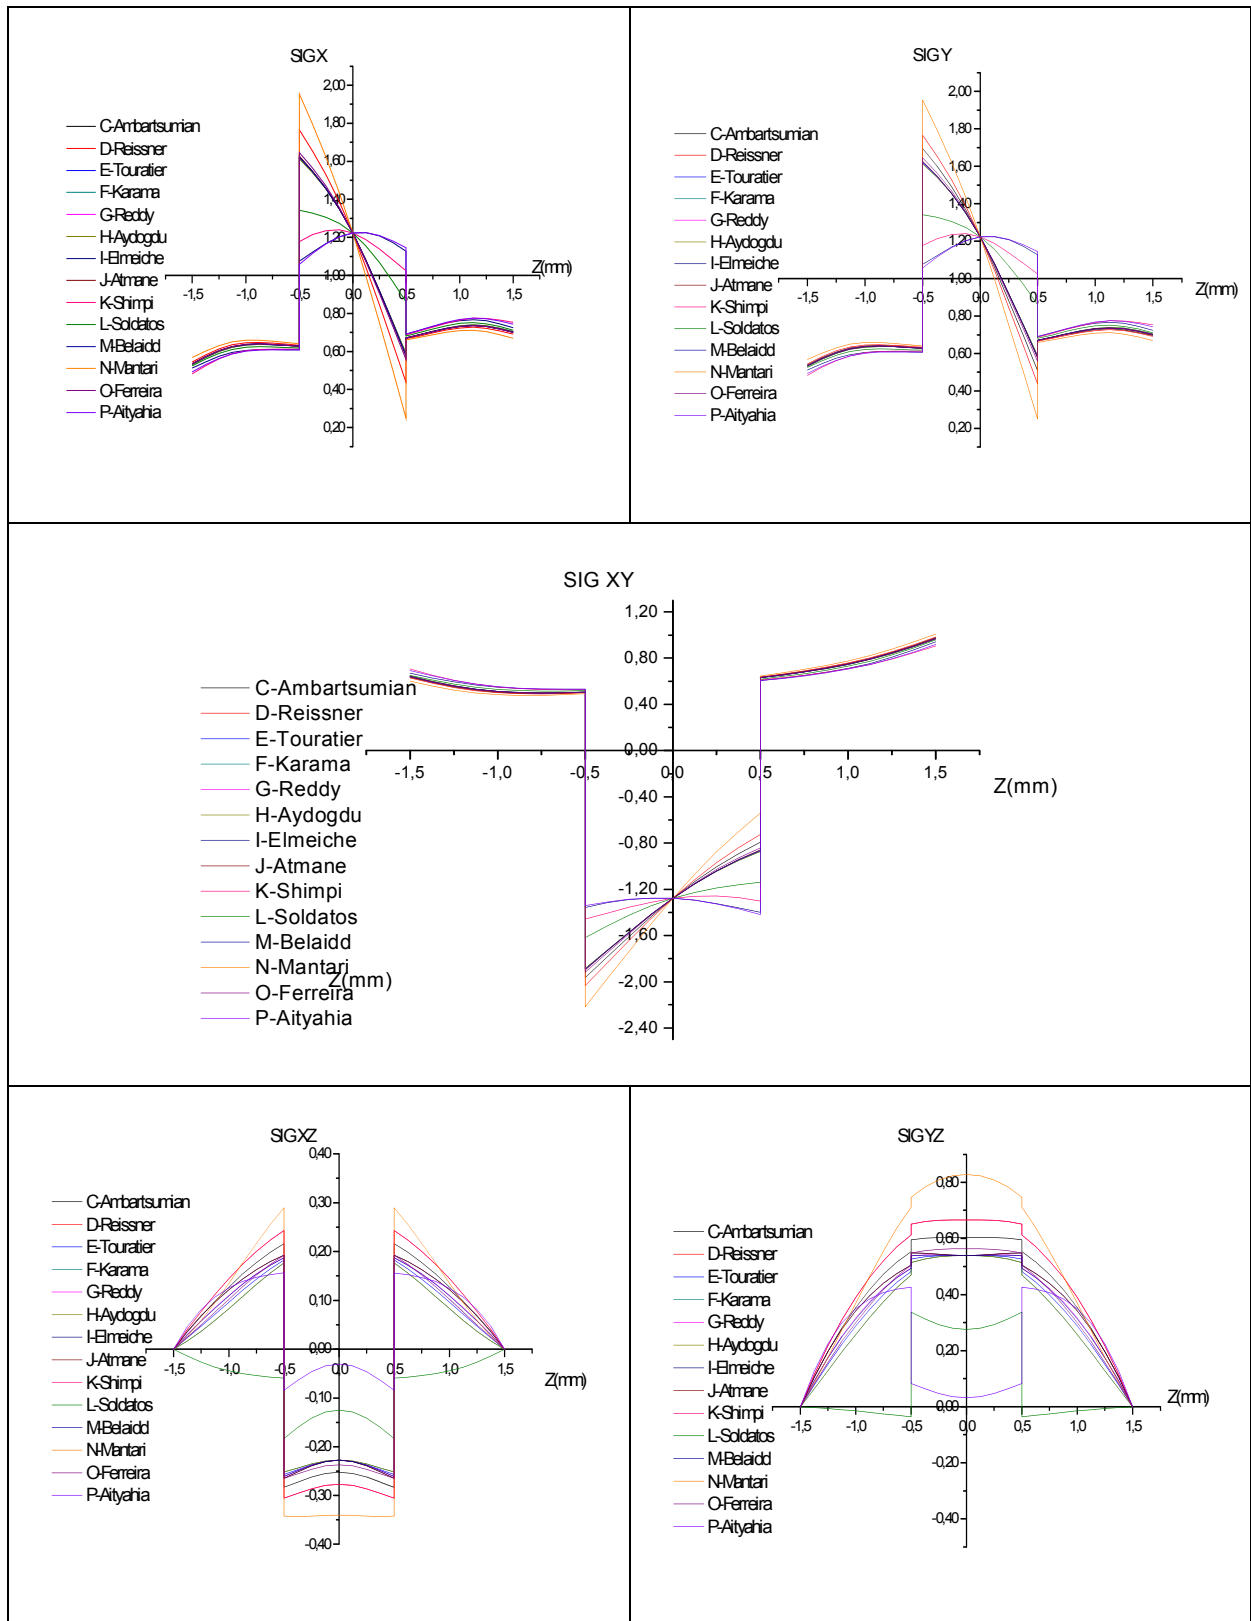 SIGX
2,00
1,80
1,60
1,40
1,20
1,00
0,80
0,60
0,40
0,20
-1,5
-1,0
-0,5
0,0
0,5
1,0
1,5
Z(mm)
C-Ambartsumian
D-Reissner
E-Touratier
F-Karama
G-Reddy
H-Aydogdu
I-Elmeiche
J-Atmane
K-Shimpi
L-Soldatos
M-Belaidd
N-Mantari
O-Ferreira
P-Aityahia
SIGY
2,00
1,80
1,60
1,40
1,20
1,00
0,80
0,60
0,40
0,20
-1,5
-1,0
-0,5
0,0
0,5
1,0
1,5
Z(mm)
C-Ambartsumian
D-Reissner
E-Touratier
F-Karama
G-Reddy
H-Aydogdu
I-Elmeiche
J-Atmane
K-Shimpi
L-Soldatos
M-Belaidd
N-Mantari
O-Ferreira
P-Aityahia
SIG XY
1,20
0,80
0,40
0,00
-0,40
-0,80
-1,20
-1,60
-2,00
-2,40
-1,5
-1,0
-0,5
0,0
0,5
1,0
1,5
Z(mm)
C-Ambartsumian
D-Reissner
E-Touratier
F-Karama
G-Reddy
H-Aydogdu
I-Elmeiche
J-Atmane
K-Shimpi
L-Soldatos
M-Belaidd
N-Mantari
Z(mm)
O-Ferreira
P-Aityahia
SIGXZ
0,40
0,30
0,20
0,10
0,00
-0,10
-0,20
-0,30
-0,40
-1,5
-1,0
-0,5
0,0
0,5
1,0
1,5
Z(mm)
C-Ambartsumian
D-Reissner
E-Touratier
F-Karama
G-Reddy
H-Aydogdu
I-Elmeiche
J-Atmane
K-Shimpi
L-Soldatos
M-Belaidd
N-Mantari
O-Ferreira
P-Aityahia
SIGYZ
0,80
0,60
0,40
0,20
0,00
-0,20
-0,40
-1,5
-1,0
-0,5
0,0
0,5
1,0
1,5
Z(mm)
C-Ambartsumian
D-Reissner
E-Touratier
F-Karama
G-Reddy
H-Aydogdu
I-Elmeiche
J-Atmane
K-Shimpi
L-Soldatos
M-Belaidd
N-Mantari
O-Ferreira
P-Aityahia